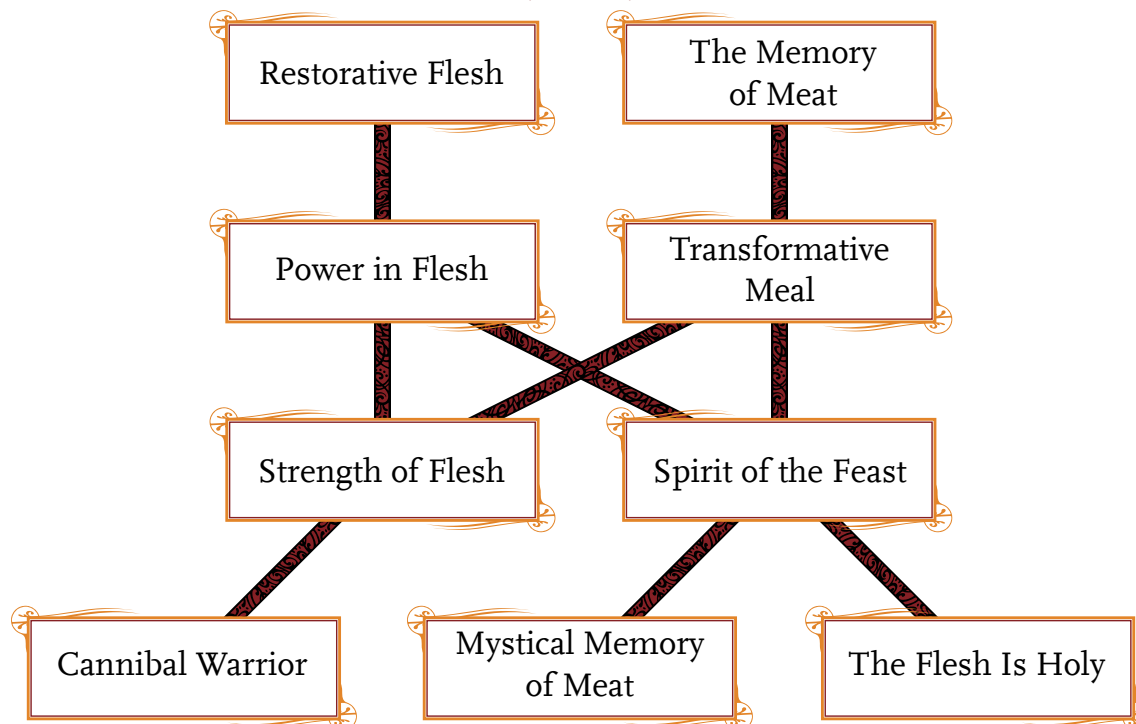 Restorative Flesh
The Memory
of Meat
Power in Flesh
Transformative
Meal
Strength of Flesh
Spirit of the Feast
Cannibal Warrior
Mystical Memory
of Meat
The Flesh Is Holy